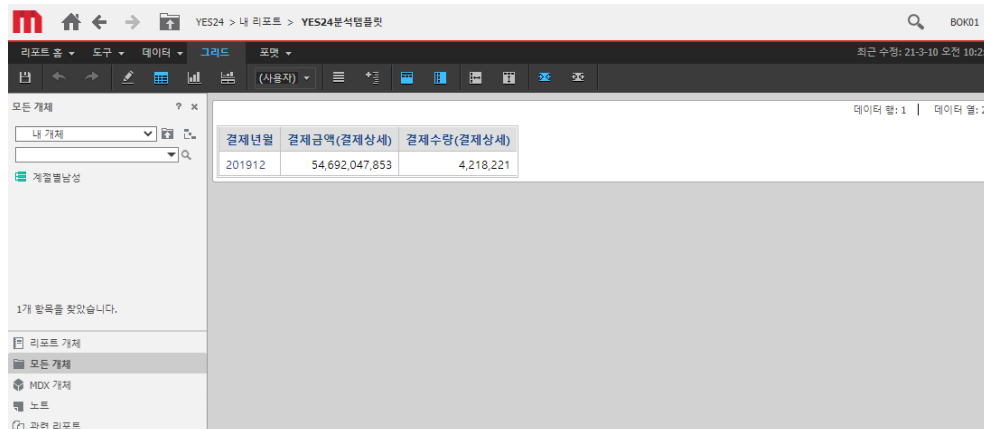 YES24 > 내 리포트 > YES24분석템플릿
BOK01
리포트 홈 도구 데이터 그리드 포맷
최근 수정: 21-3-10 오전 10:2
(사용자)
모든 개체 ? x
데이터 행: 1 데이터 열: 2
내 개체
계절별남성
결제년월 결제금액(결제상세) 결제수량(결제상세)
201912 54,692,047,853 4,218,221
1개 항목을 찾았습니다.
리포트 개체
모든 개체
MDX 개체
노트
관련 리포트